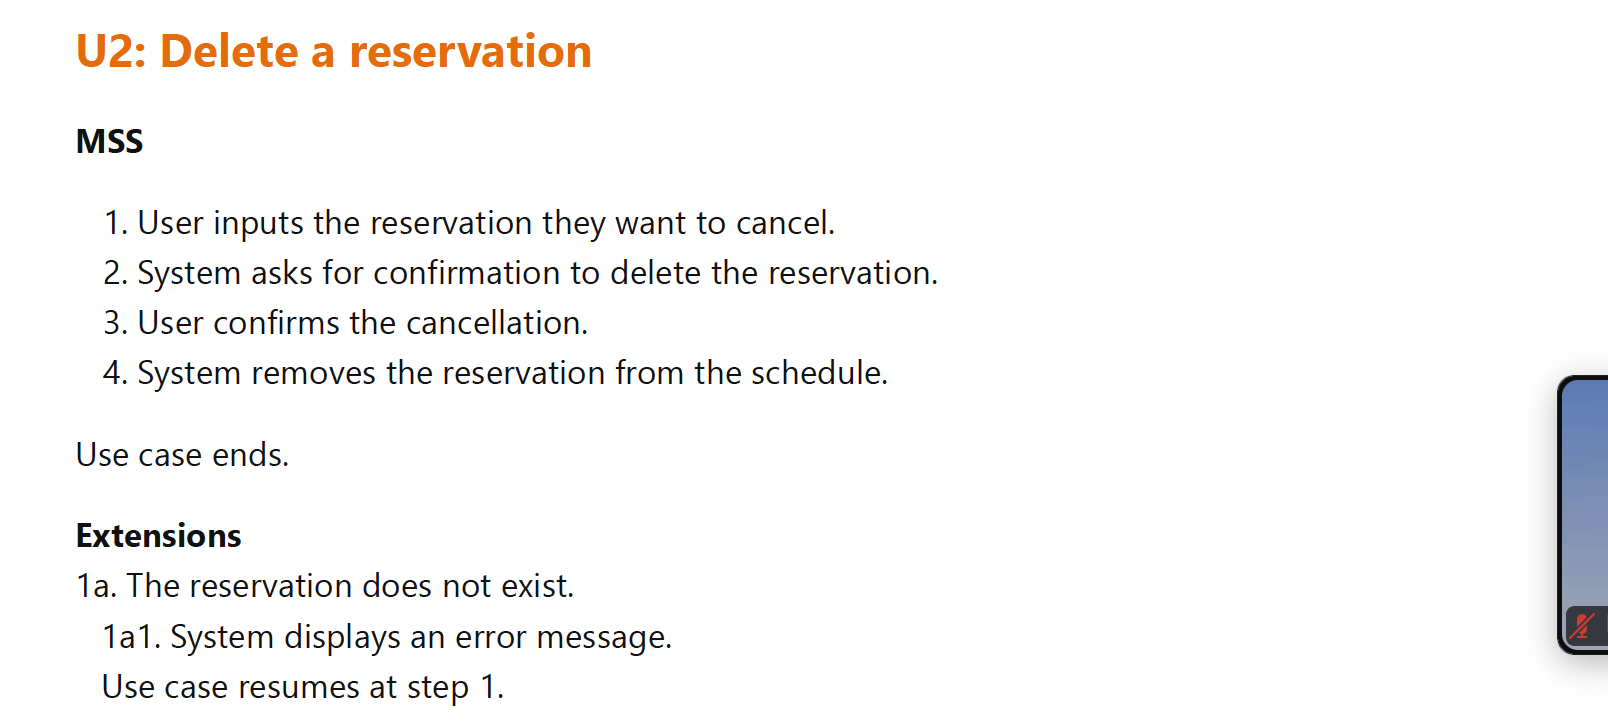 U2: Delete a reservation
MSS
1. User inputs the reservation they want to cancel.
2. System asks for confirmation to delete the reservation.
3. User confirms the cancellation.
4. System removes the reservation from the schedule.
Use case ends.
Extensions
1a. The reservation does not exist.
1a1. System displays an error message.
Use case resumes at step 1.